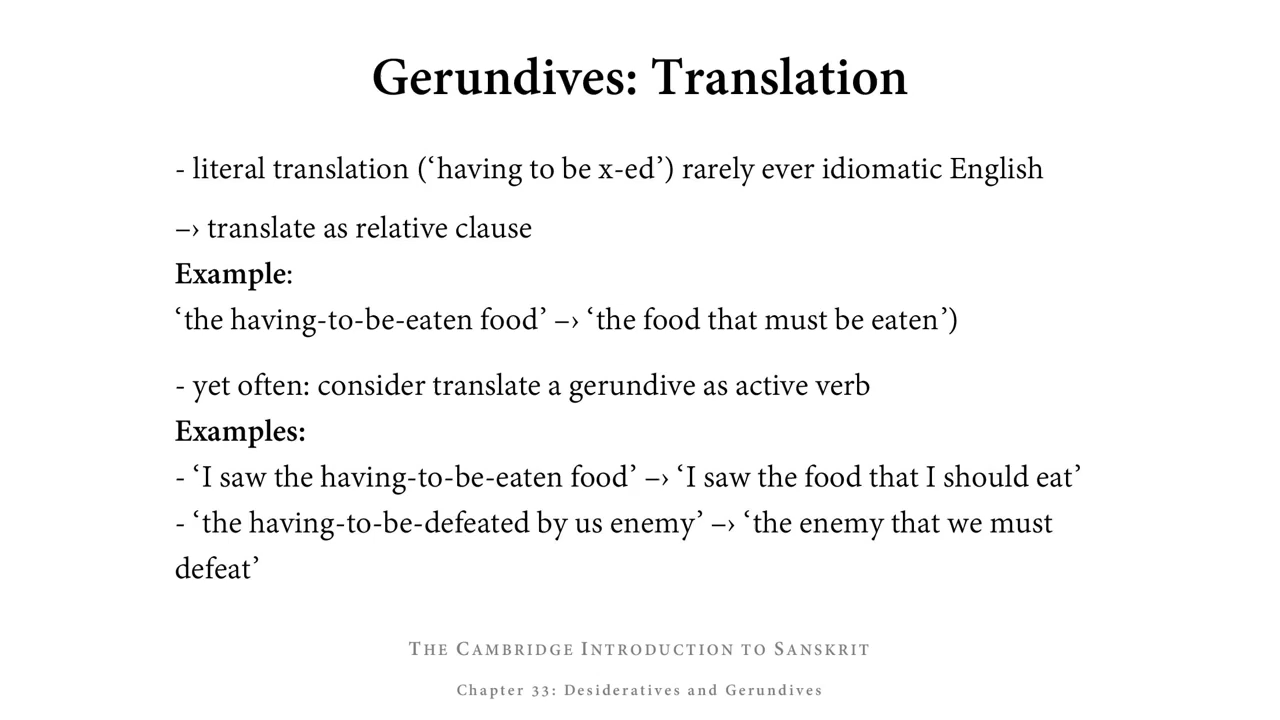 Gerundives: Translation
- literal translation (‘having to be x-ed’) rarely ever idiomatic English
–› translate as relative clause
Example:
‘the having-to-be-eaten food’ –› ‘the food that must be eaten’)
- yet often: consider translate a gerundive as active verb
Examples:
- ‘I saw the having-to-be-eaten food’ –› ‘I saw the food that I should eat’
- ‘the having-to-be-defeated by us enemy’ –› ‘the enemy that we must
defeat’
The Cambridge Introduction to Sanskrit
Chapter 33: Desideratives and Gerundives